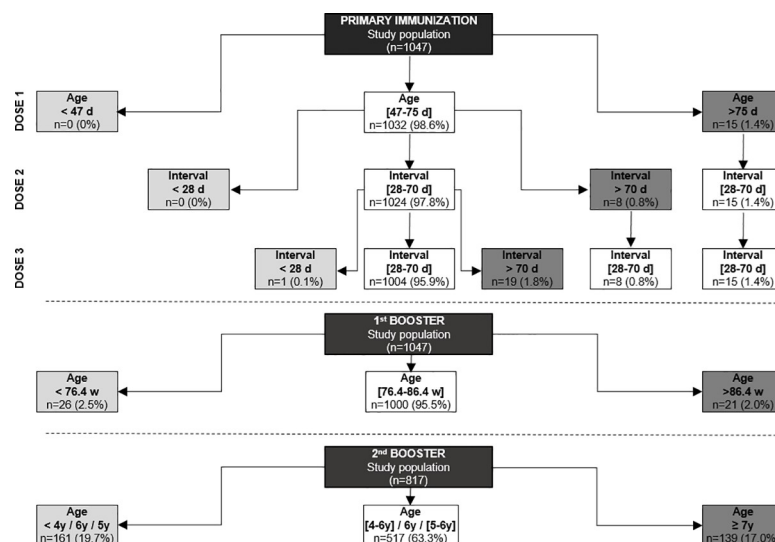 PRIMARY IMMUNIZATION
Study population
(n=1047)
DOSE 1
Age
< 47 d
n=0 (0%)
Age
[47-75 d]
n=1032 (98.6%)
Age
>75 d
n=15 (1.4%)
DOSE 2
Interval
< 28 d
n=0 (0%)
Interval
[28-70 d]
n=1024 (97.8%)
Interval
> 70 d
n=8 (0.8%)
Interval
[28-70 d]
n=15 (1.4%)
DOSE 3
Interval
< 28 d
n=1 (0.1%)
Interval
[28-70 d]
n=1004 (95.9%)
Interval
> 70 d
n=19 (1.8%)
Interval
[28-70 d]
n=8 (0.8%)
Interval
[28-70 d]
n=15 (1.4%)
1st BOOSTER
Study population
(n=1047)
Age
< 76.4 w
n=26 (2.5%)
Age
[76.4-86.4 w]
n=1000 (95.5%)
Age
>86.4 w
n=21 (2.0%)
2nd BOOSTER
Study population
(n=817)
Age
< 4y / 6y / 5y
n=161 (19.7%)
Age
[4-6y] / 6y / [5-6y]
n=517 (63.3%)
Age
≥ 7y
n=139 (17.0%)